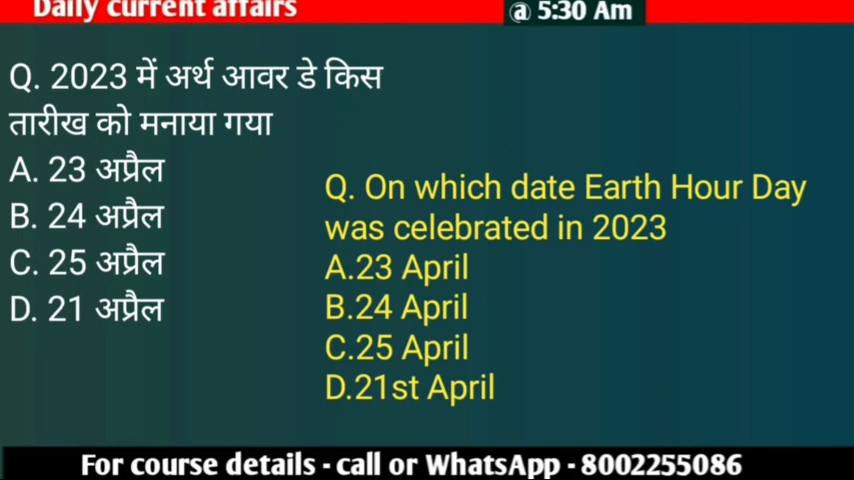 Daily current affairs
@ 5:30 Am
Q. 2023 में अर्थ आवर डे किस
तारीख को मनाया गया
A. 23 अप्रैल
B. 24 अप्रैल
C. 25 अप्रैल
D. 21 अप्रैल
Q. On which date Earth Hour Day
was celebrated in 2023
A.23 April
B.24 April
C.25 April
D.21st April
For course details - call or WhatsApp - 8002255086